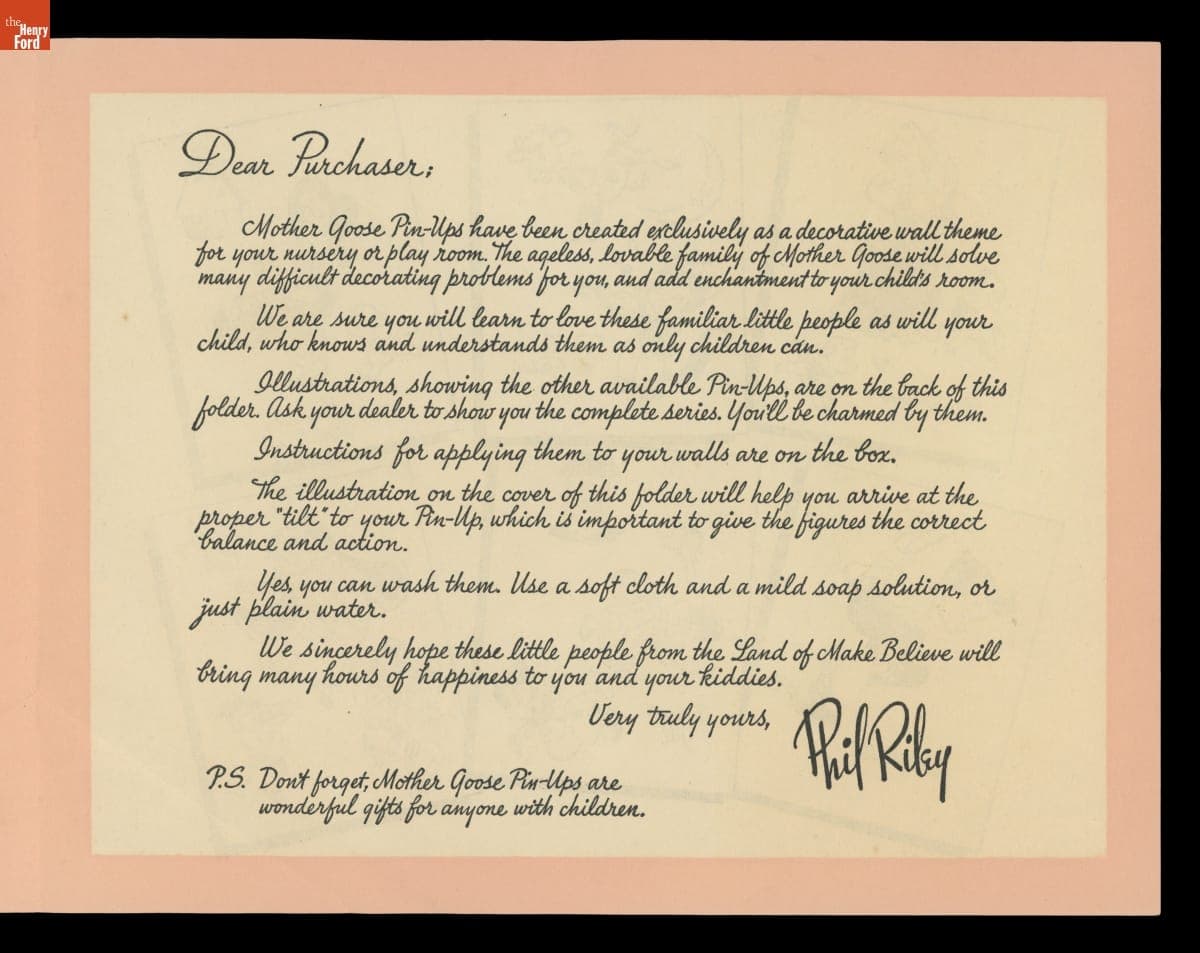 the
Henry
Ford
Dear Purchaser;
Mother Goose Pin-Ups have been created exclusively as a decorative wall theme
for your nursery or play room. The ageless, lovable family of Mother Goose will solve
many difficult decorating problems for you, and add enchantment to your child's room.
We are sure you will learn to love these familiar little people as will your
child, who knows and understands them as only children can.
Illustrations, showing the other available Pin-Ups, are on the back of this
folder. Ask your dealer to show you the complete series. You'll be charmed by them.
Instructions for applying them to your walls are on the box.
The illustration on the cover of this folder will help you arrive at the
proper "tilt" to your Pin-Up, which is important to give the figures the correct
balance and action.
Yes, you can wash them. Use a soft cloth and a mild soap solution, or
just plain water.
We sincerely hope these little people from the Land of Make Believe will
bring many hours of happiness to you and your kiddies.
Very truly yours,
Phil Riley
P.S. Don't forget, Mother Goose Pin-Ups are
wonderful gifts for anyone with children.